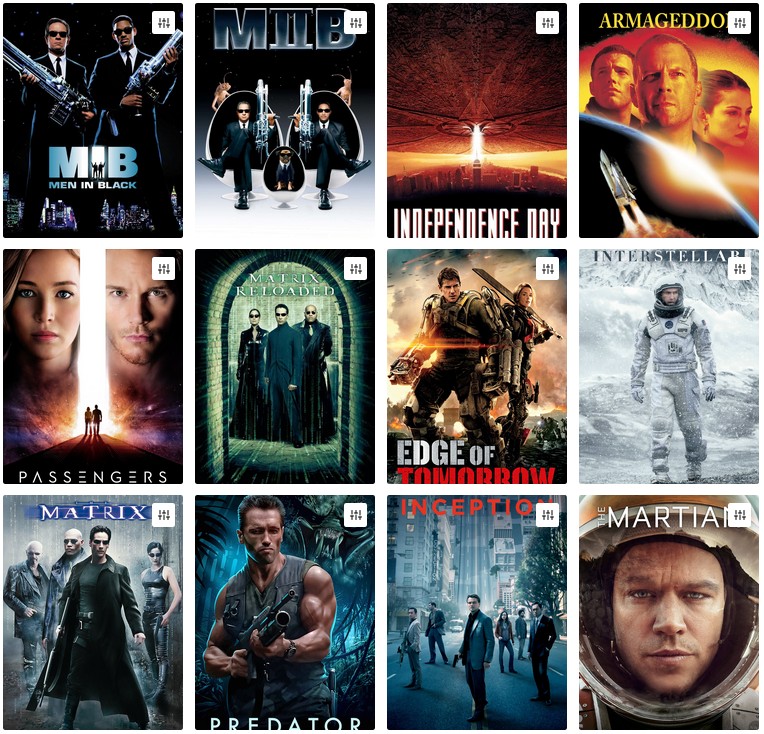 MIB
MEN IN BLACK
MIIB
INDEPENDENCE DAY
ARMAGEDDON
PASSENGERS
MATRIX
RELOADED
EDGE OF
TOMORROW
INTERSTELLAR
MATRIX
PREDATOR
INCEPTION
THE MARTIAN